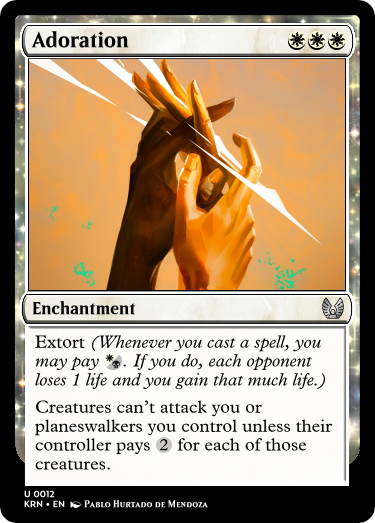 Adoration
Enchantment
Extort (Whenever you cast a spell, you
may pay . If you do, each opponent
loses 1 life and you gain that much life.)
Creatures can't attack you or
planeswalkers you control unless their
controller pays 2 for each of those
creatures.
U 0012
KRN • EN Pablo Hurtado de Mendoza